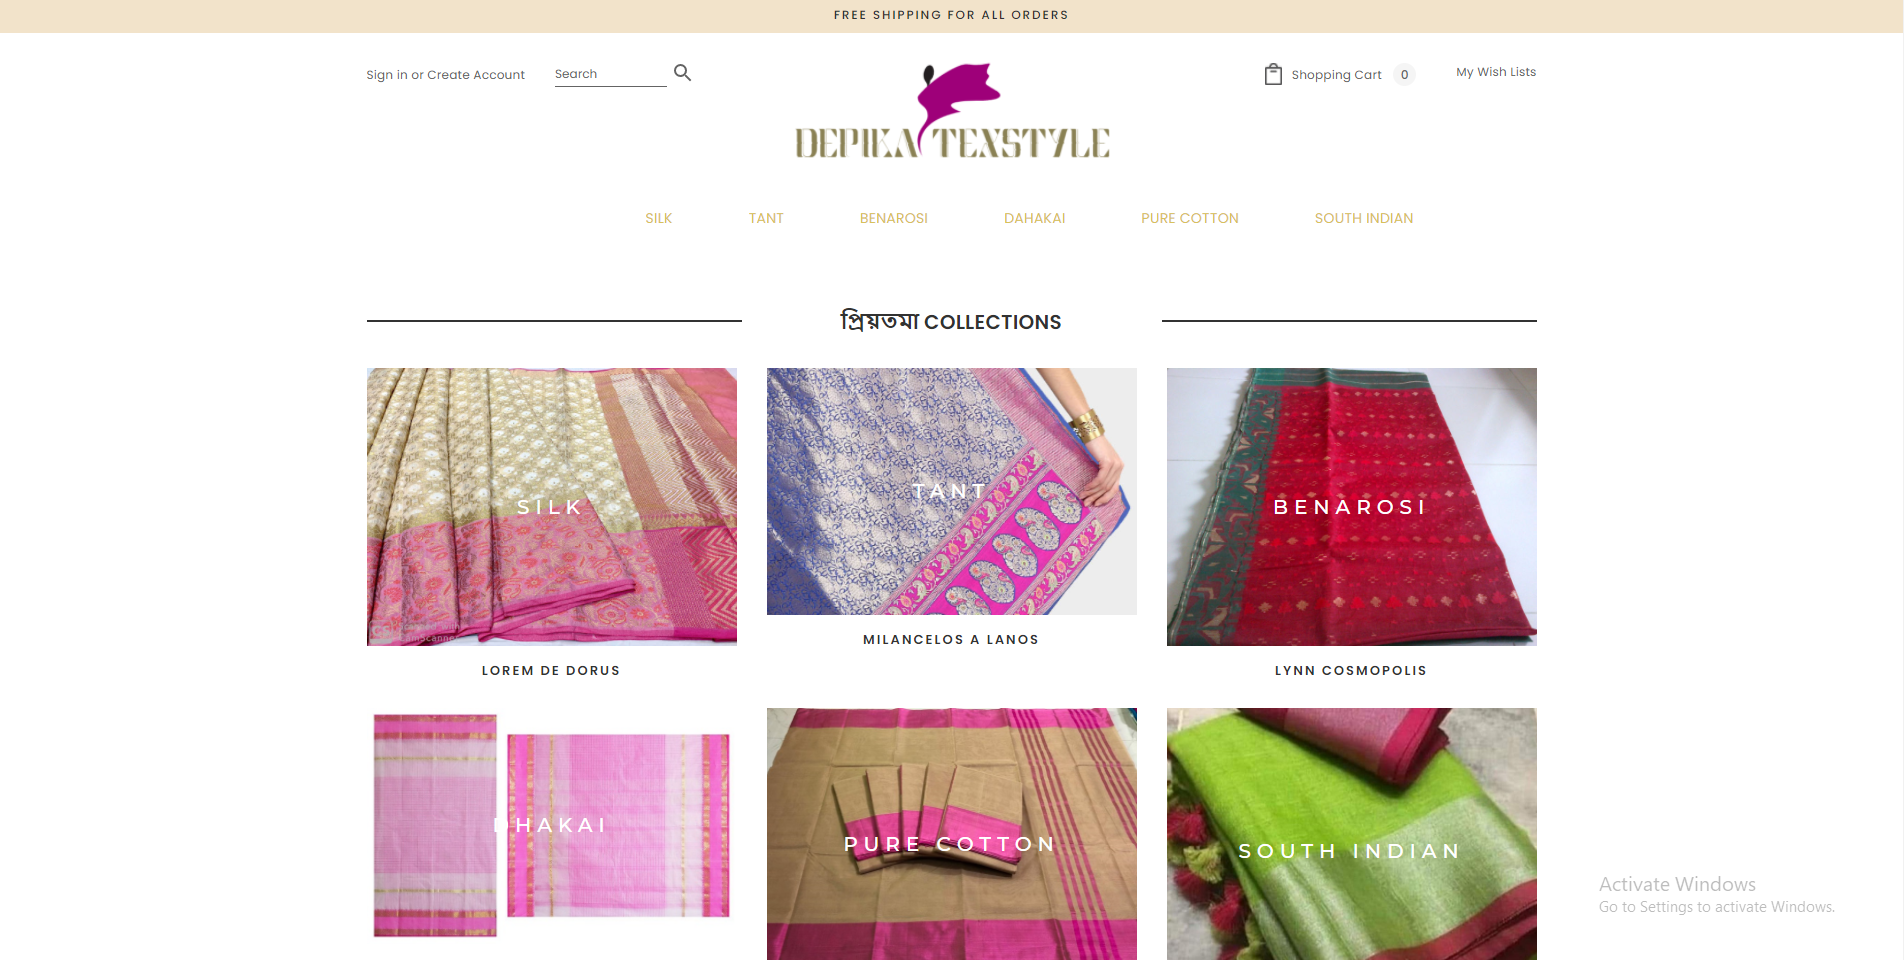 FREE SHIPPING FOR ALL ORDERS
Sign in or Create Account
Search
Shopping Cart 0
My Wish Lists
DEPIKA TEXSTYLE
SILK TANT BENAROSI DAHAKAI PURE COTTON SOUTH INDIAN
প্রিয়তমা COLLECTIONS
SILK
TANT
BENAROSI
CamScanner
MILANCELOS A LANOS
LOREM DE DORUS
LYNN COSMOPOLIS
DHAKAI
PURE COTTON
SOUTH INDIAN
Activate Windows
Go to Settings to activate Windows.